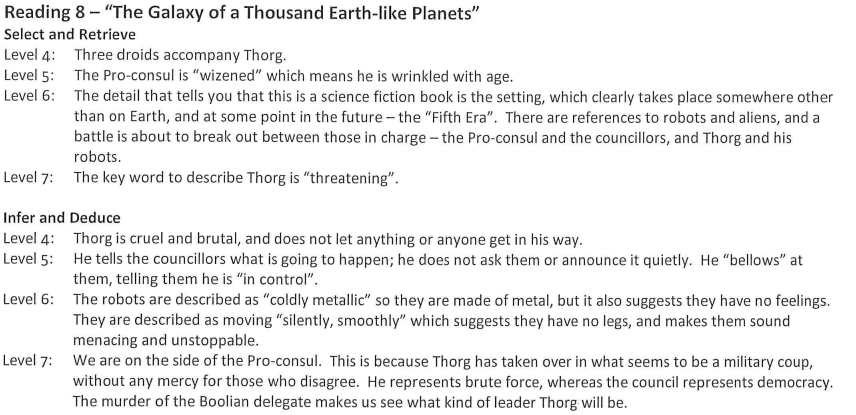 Reading 8 – “The Galaxy of a Thousand Earth-like Planets”
Select and Retrieve
Level 4: Three droids accompany Thorg.
Level 5: The Pro-consul is “wizened” which means he is wrinkled with age.
Level 6: The detail that tells you that this is a science fiction book is the setting, which clearly takes place somewhere other
than on Earth, and at some point in the future – the “Fifth Era”. There are references to robots and aliens, and a
battle is about to break out between those in charge – the Pro-consul and the councillors, and Thorg and his
robots.
Level 7: The key word to describe Thorg is “threatening”.
Infer and Deduce
Level 4: Thorg is cruel and brutal, and does not let anything or anyone get in his way.
Level 5: He tells the councillors what is going to happen; he does not ask them or announce it quietly. He “bellows” at
them, telling them he is “in control”.
Level 6: The robots are described as “coldly metallic” so they are made of metal, but it also suggests they have no feelings.
They are described as moving “silently, smoothly” which suggests they have no legs, and makes them sound
menacing and unstoppable.
Level 7: We are on the side of the Pro-consul. This is because Thorg has taken over in what seems to be a military coup,
without any mercy for those who disagree. He represents brute force, whereas the council represents democracy.
The murder of the Boolian delegate makes us see what kind of leader Thorg will be.